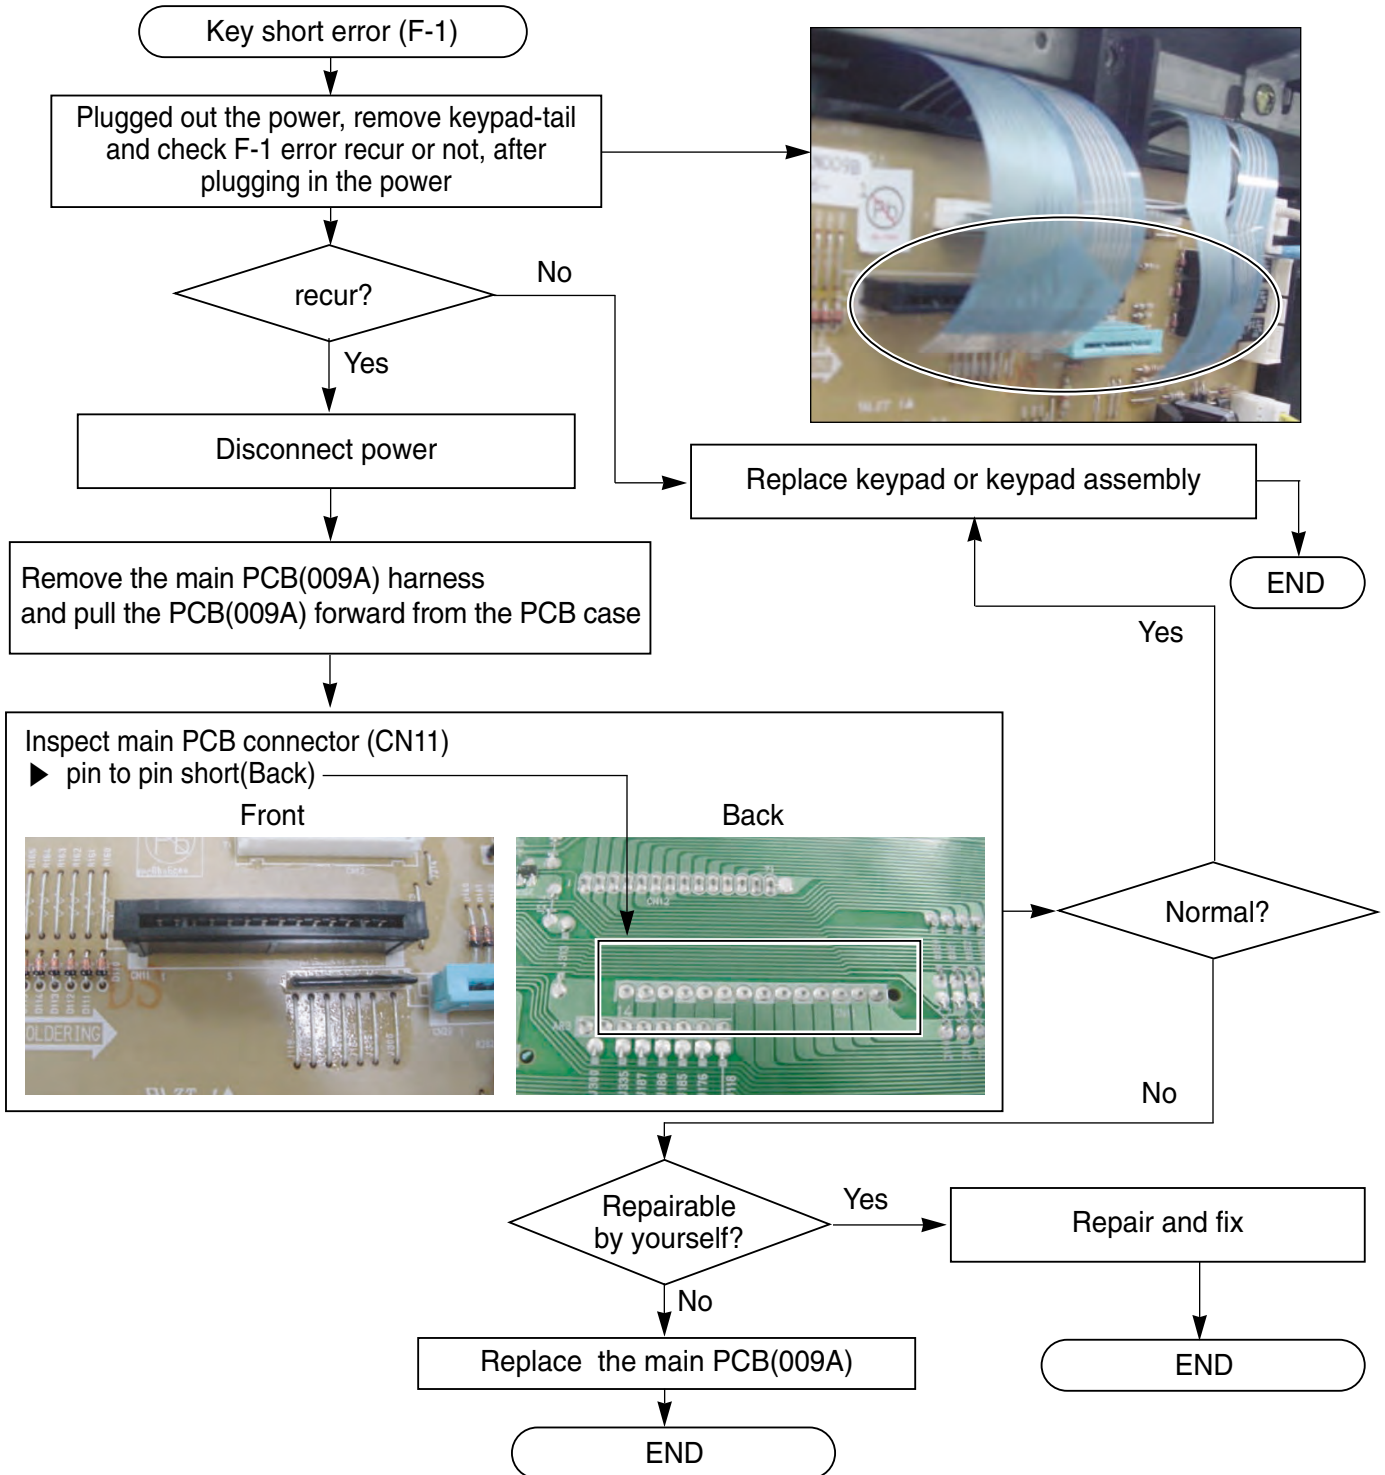 Key short error (F-1)
Plugged out the power, remove keypad-tail
and check F-1 error recur or not, after
plugging in the power
recur?
No
Yes
Disconnect power
Replace keypad or keypad assembly
END
Remove the main PCB(009A) harness
and pull the PCB(009A) forward from the PCB case
Yes
Inspect main PCB connector (CN11)
▶ pin to pin short(Back)
Front
Back
CN12
OLDERING
DS
Normal?
No
Repairable
by yourself?
Yes
Repair and fix
No
END
Replace the main PCB(009A)
END